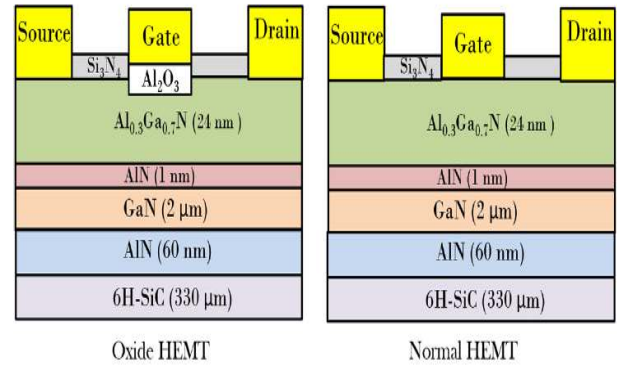 Source
Gate
Drain
Si₃N₄
Al₂O₃
Al₀.₃Ga₀.₇N (24 nm)
AlN (1 nm)
GaN (2 μm)
AlN (60 nm)
6H-SiC (330 μm)
Oxide HEMT
Source
Gate
Drain
Si₃N₄
Al₀.₃Ga₀.₇N (24 nm)
AlN (1 nm)
GaN (2 μm)
AlN (60 nm)
6H-SiC (330 μm)
Normal HEMT